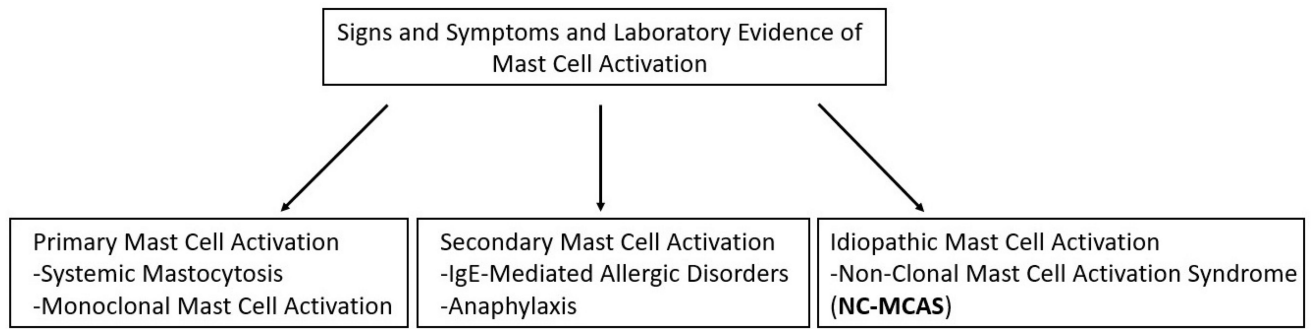 Signs and Symptoms and Laboratory Evidence of
Mast Cell Activation
Primary Mast Cell Activation
-Systemic Mastocytosis
-Monoclonal Mast Cell Activation
Secondary Mast Cell Activation
-IgE-Mediated Allergic Disorders
-Anaphylaxis
Idiopathic Mast Cell Activation
-Non-Clonal Mast Cell Activation Syndrome
(NC-MCAS)